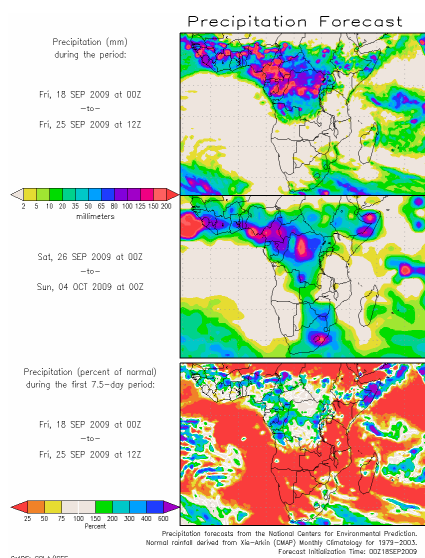 Precipitation Forecast
Precipitation (mm)
during the period:
Fri, 18 SEP 2009 at 00Z
—to—
Fri, 25 SEP 2009 at 12Z
2 5 10 20 35 50 65 80 100 125 150 200
millimeters
Sat, 26 SEP 2009 at 00Z
—to—
Sun, 04 OCT 2009 at 00Z
Precipitation (percent of normal)
during the first 7.5-day period:
Fri, 18 SEP 2009 at 00Z
—to—
Fri, 25 SEP 2009 at 12Z
25 50 75 100 150 200 300 400 600
Percent
Precipitation forecasts from the National Centers for Environmental Prediction.
Normal rainfall derived from Xie-Arkin (CMAP) Monthly Climatology for 1979-2003.
Forecast Initialization Time: 00Z18SEP2009